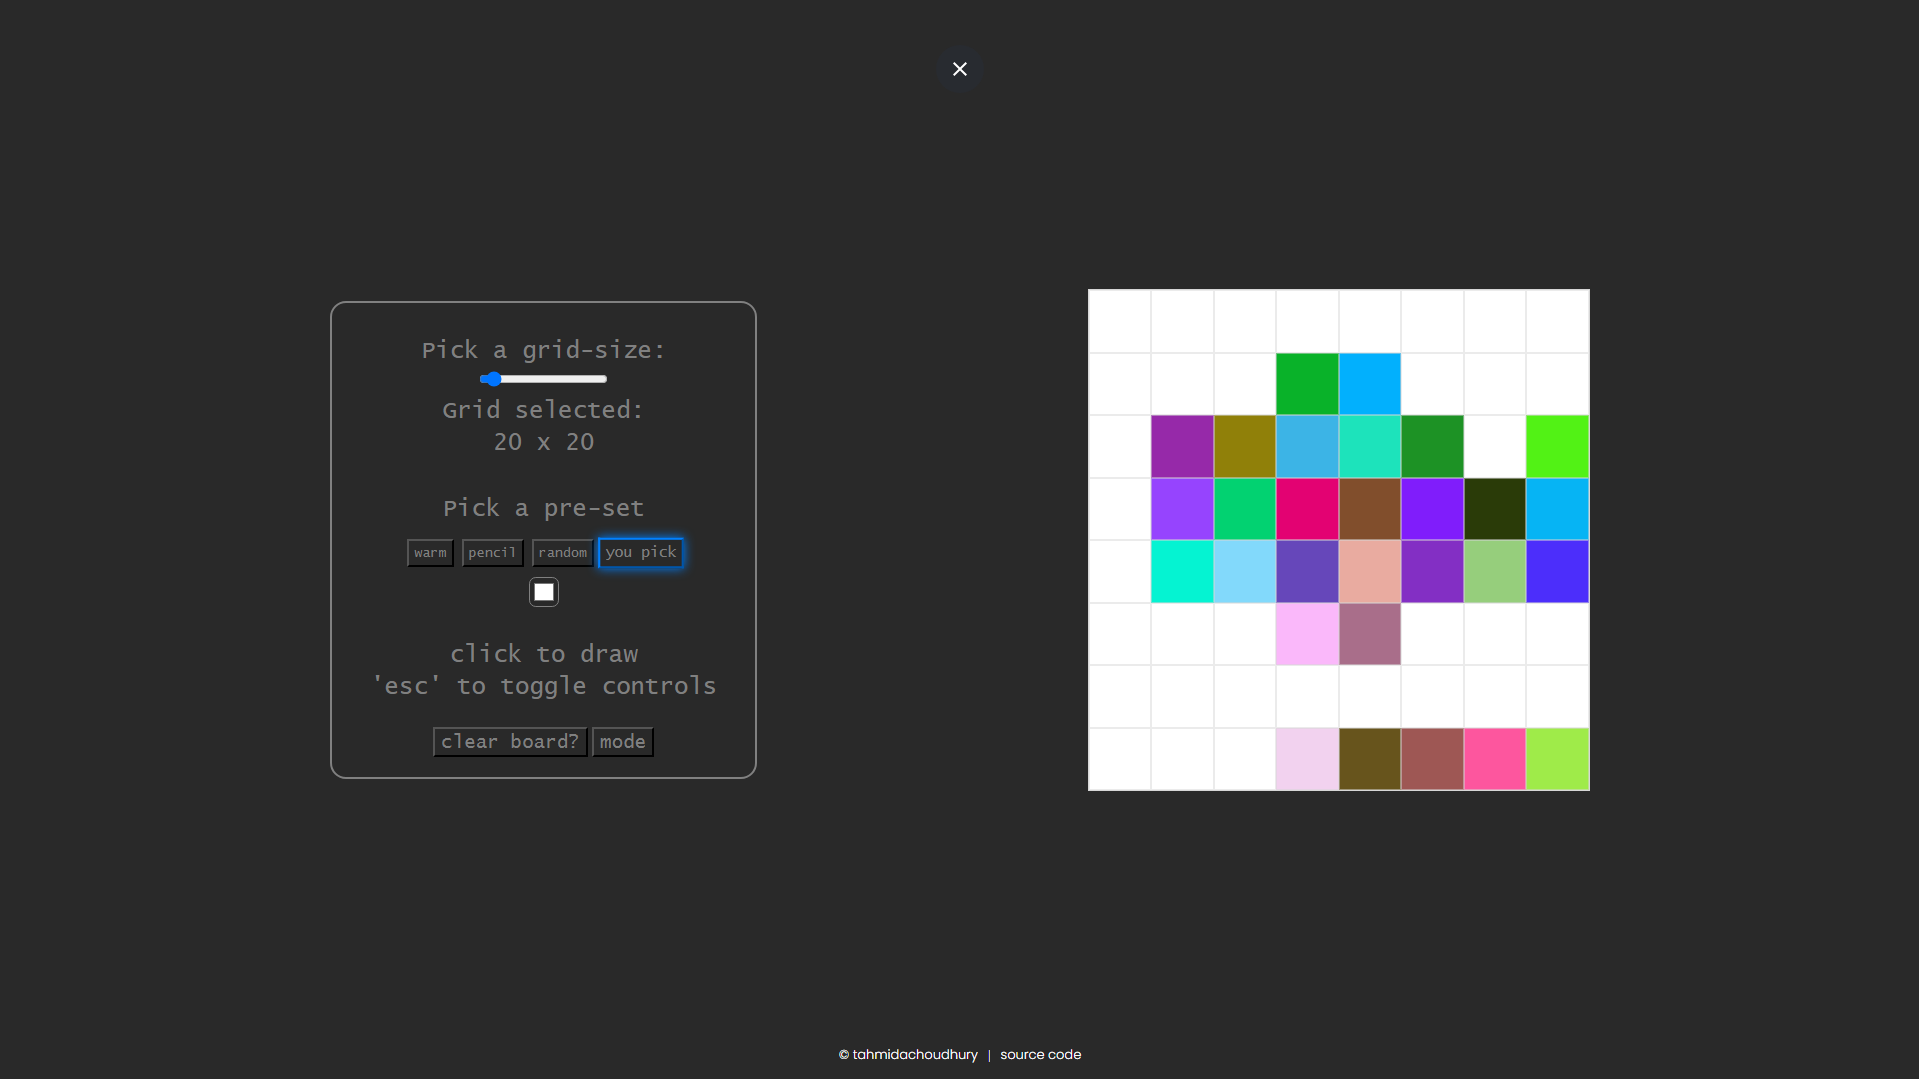 Pick a grid-size:
Grid selected:
20 x 20
Pick a pre-set
warm pencil random you pick
click to draw
'esc' to toggle controls
clear board? mode
© tahmidachoudhury | source code